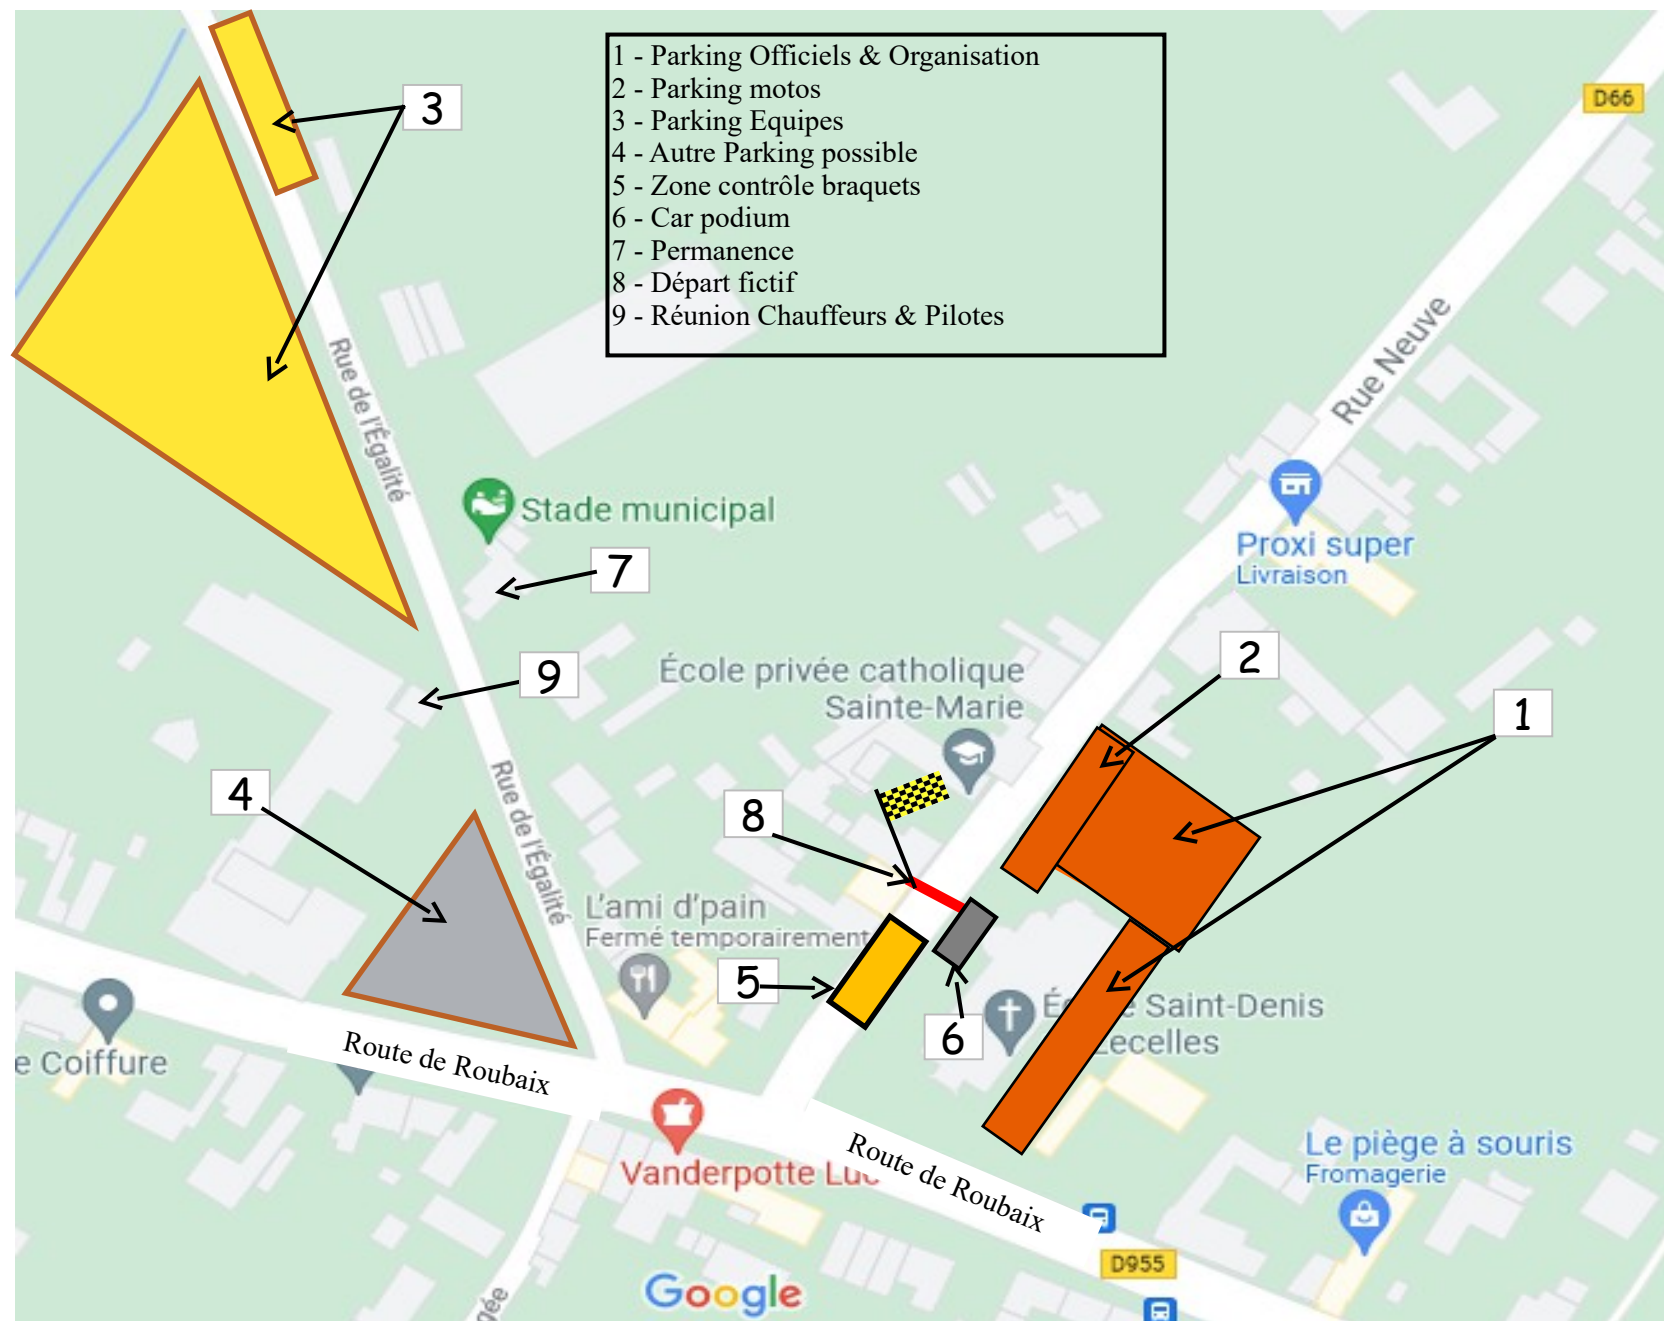 1 - Parking Officiels & Organisation
2 - Parking motos
3 - Parking Equipes
4 - Autre Parking possible
5 - Zone contrôle braquets
6 - Car podium
7 - Permanence
8 - Départ fictif
9 - Réunion Chauffeurs & Pilotes
3
D66
Rue Neuve
Rue de l'Égalité
Stade municipal
7
Proxi super
Livraison
9
École privée catholique
Sainte-Marie
2
1
4
8
Rue de l'Égalité
L'ami d'pain
Fermé temporairement
5
6
Saint-Denis
Lecelles
e Coiffure
Route de Roubaix
Vanderpotte Luc
Route de Roubaix
Le piège à souris
Fromagerie
D955
Google
gée